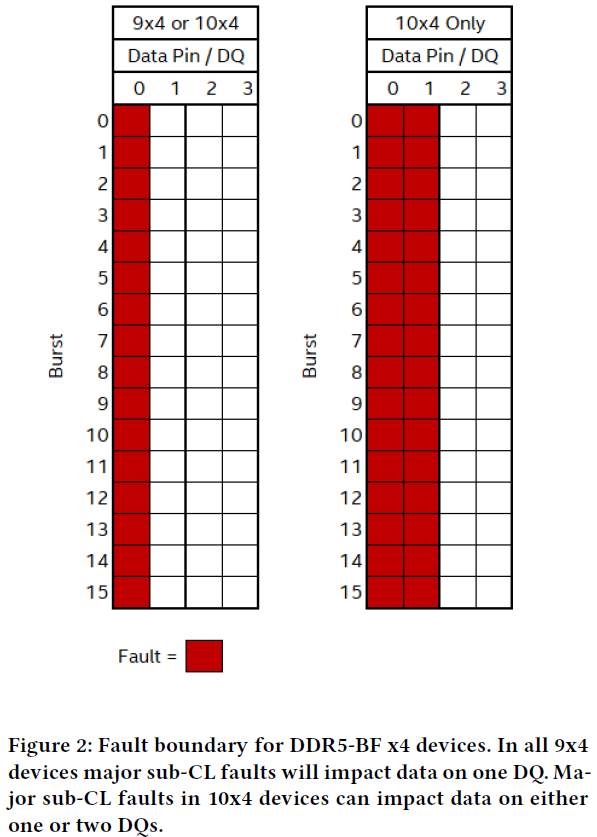 9x4 or 10x4
Data Pin / DQ
0 1 2 3
0
1
2
3
4
5
6
7
8
9
10
11
12
13
14
15
Burst
10x4 Only
Data Pin / DQ
0 1 2 3
0
1
2
3
4
5
6
7
8
9
10
11
12
13
14
15
Burst
Fault =
Figure 2: Fault boundary for DDR5-BF x4 devices. In all 9x4
devices major sub-CL faults will impact data on one DQ. Ma-
jor sub-CL faults in 10x4 devices can impact data on either
one or two DQs.